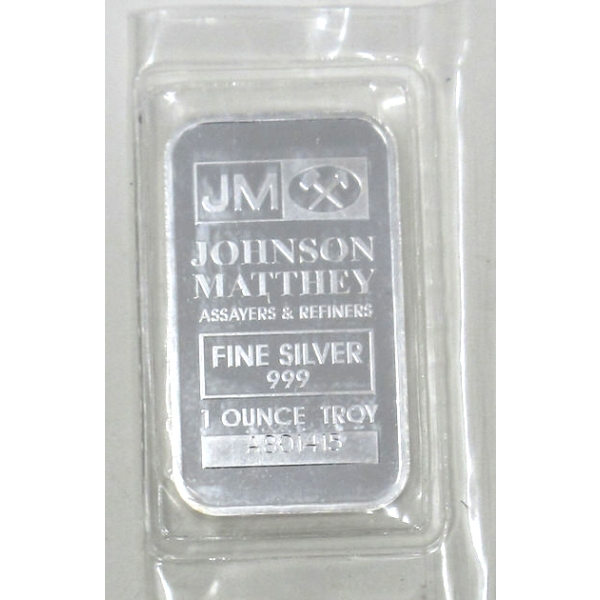 JM
JOHNSON
MATTHEY
ASSAYERS & REFINERS
FINE SILVER
999
1 OUNCE TROY